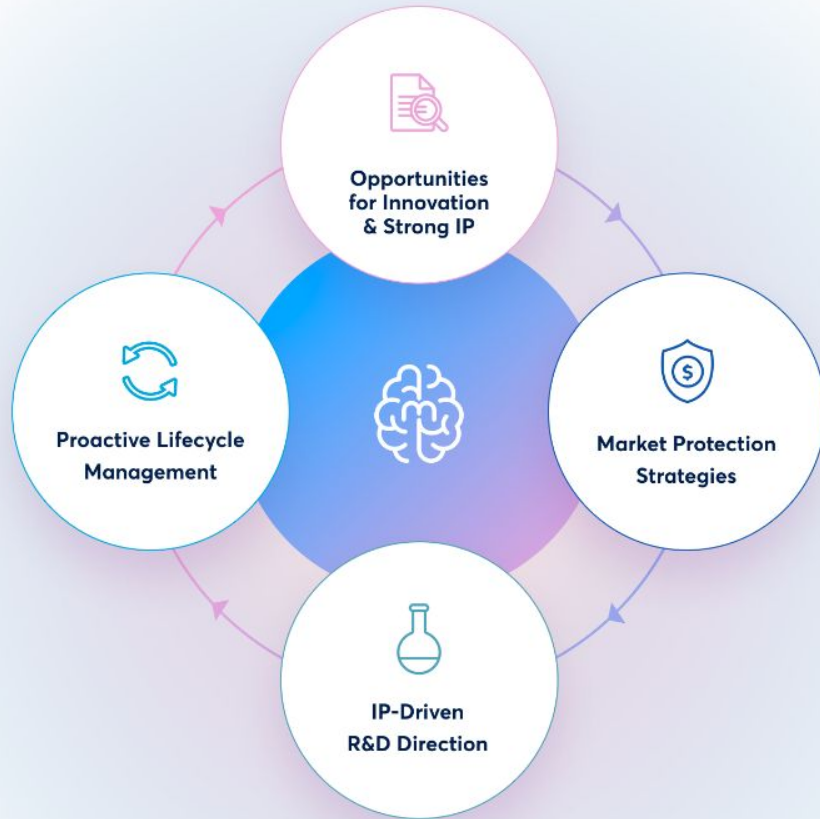 Opportunities
for Innovation
& Strong IP
Proactive Lifecycle
Management
$
Market Protection
Strategies
IP-Driven
R&D Direction